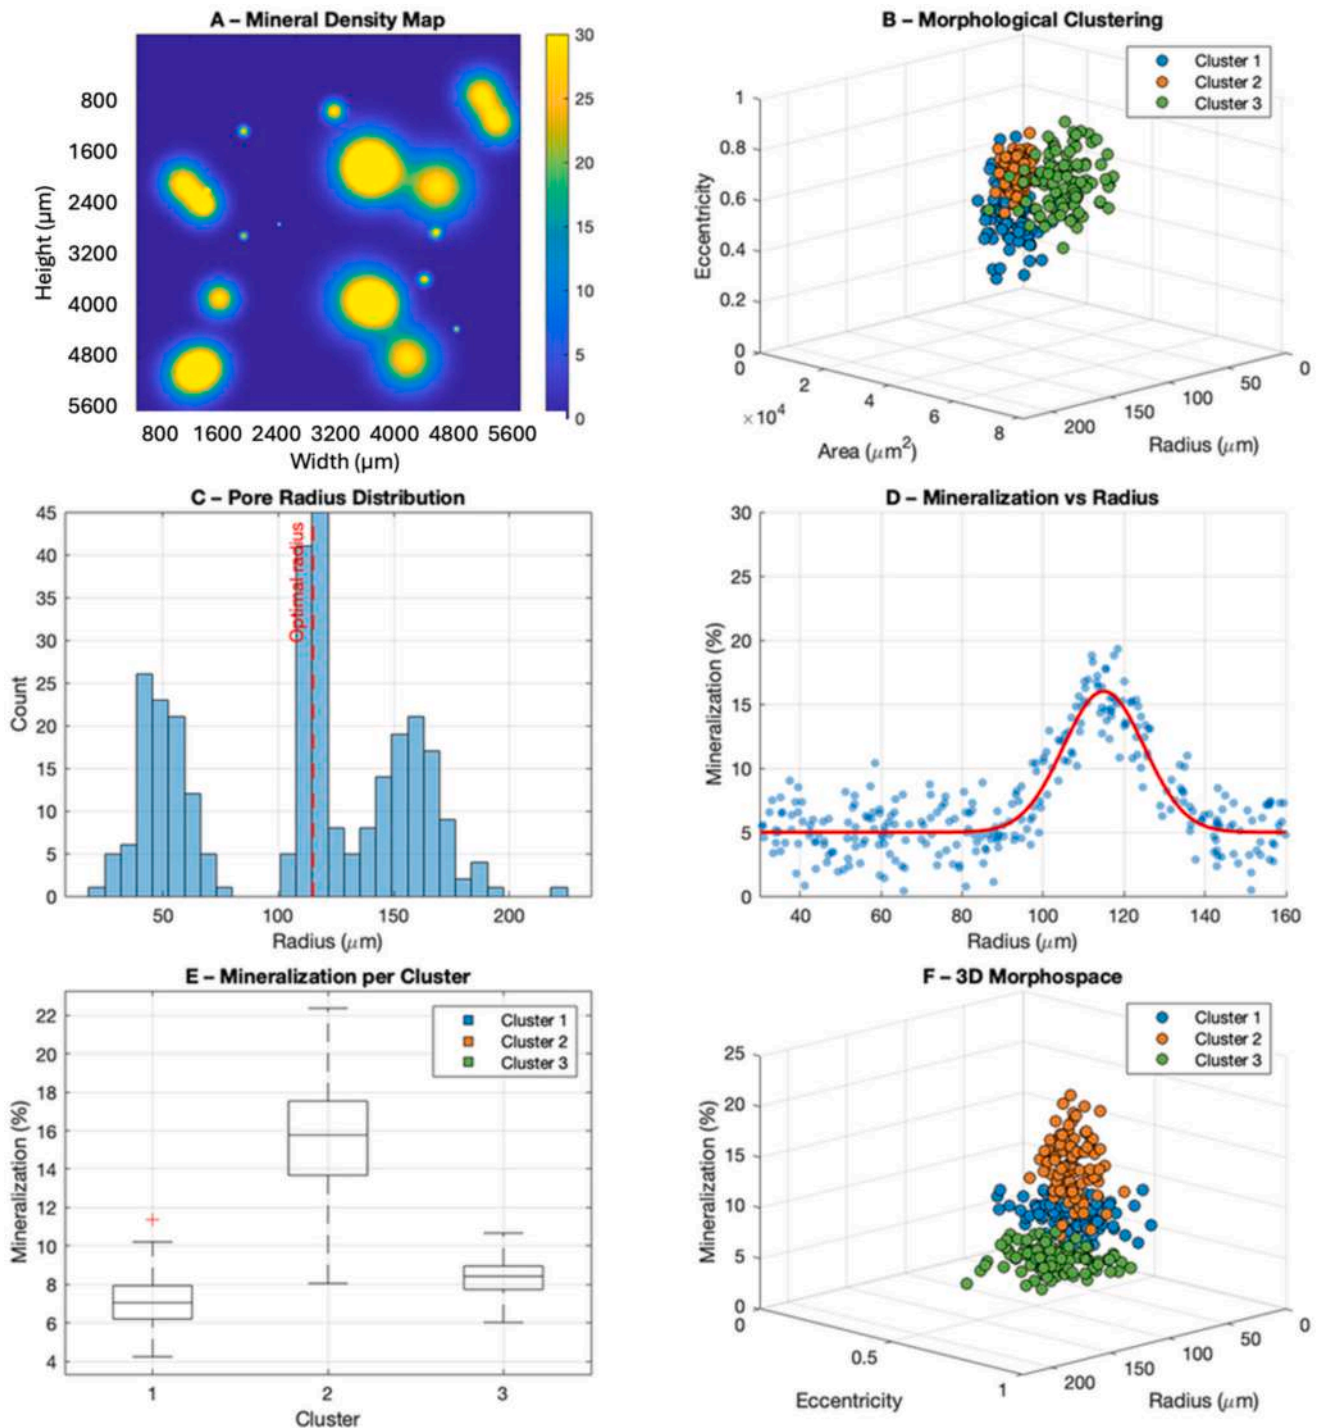 A – Mineral Density Map
30
25
20
15
10
5
0
800
1600
2400
3200
4000
4800
5600
Height (µm)
800 1600 2400 3200 4000 4800 5600
Width (µm)
B – Morphological Clustering
Cluster 1
Cluster 2
Cluster 3
1
0.8
0.6
0.4
0.2
0
Eccentricity
0
2
4
6
8
×10⁴
Area (μm²)
200
150
100
50
0
Radius (μm)
C – Pore Radius Distribution
45
40
35
30
25
20
15
10
5
0
Count
Optimal radius
50 100 150 200
Radius (μm)
D – Mineralization vs Radius
30
25
20
15
10
5
0
Mineralization (%)
40 60 80 100 120 140 160
Radius (μm)
E – Mineralization per Cluster
Cluster 1
Cluster 2
Cluster 3
22
20
18
16
14
12
10
8
6
4
Mineralization (%)
1 2 3
Cluster
F – 3D Morphospace
Cluster 1
Cluster 2
Cluster 3
25
20
15
10
5
0
Mineralization (%)
0
0.5
1
Eccentricity
200
150
100
50
0
Radius (μm)